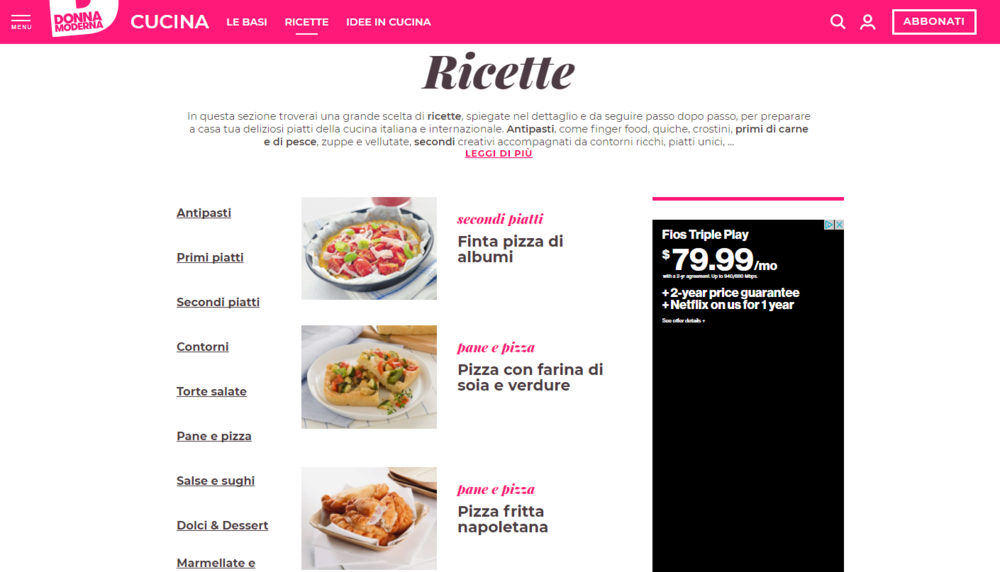 MENU
DONNA
MODERNA
CUCINA
LE BASI
RICETTE
IDEE IN CUCINA
ABBONATI
Ricette
In questa sezione troverai una grande scelta di ricette, spiegate nel dettaglio e da seguire passo dopo passo, per preparare
a casa tua deliziosi piatti della cucina italiana e internazionale. Antipasti, come finger food, quiche, crostini, primi di carne
e di pesce, zuppe e vellutate, secondi creativi accompagnati da contorni ricchi, piatti unici, ...
LEGGI DI PIÙ
Antipasti
Primi piatti
Secondi piatti
Contorni
Torte salate
Pane e pizza
Salse e sughi
Dolci & Dessert
Marmellate e
secondi piatti
Finta pizza di
albumi
pane e pizza
Pizza con farina di
soia e verdure
pane e pizza
Pizza fritta
napoletana
Fios Triple Play
$79.99/mo
with a 2-yr agreement. Up to 940/880 Mbps.
+2-year price guarantee
+Netflix on us for 1 year
See offer details +